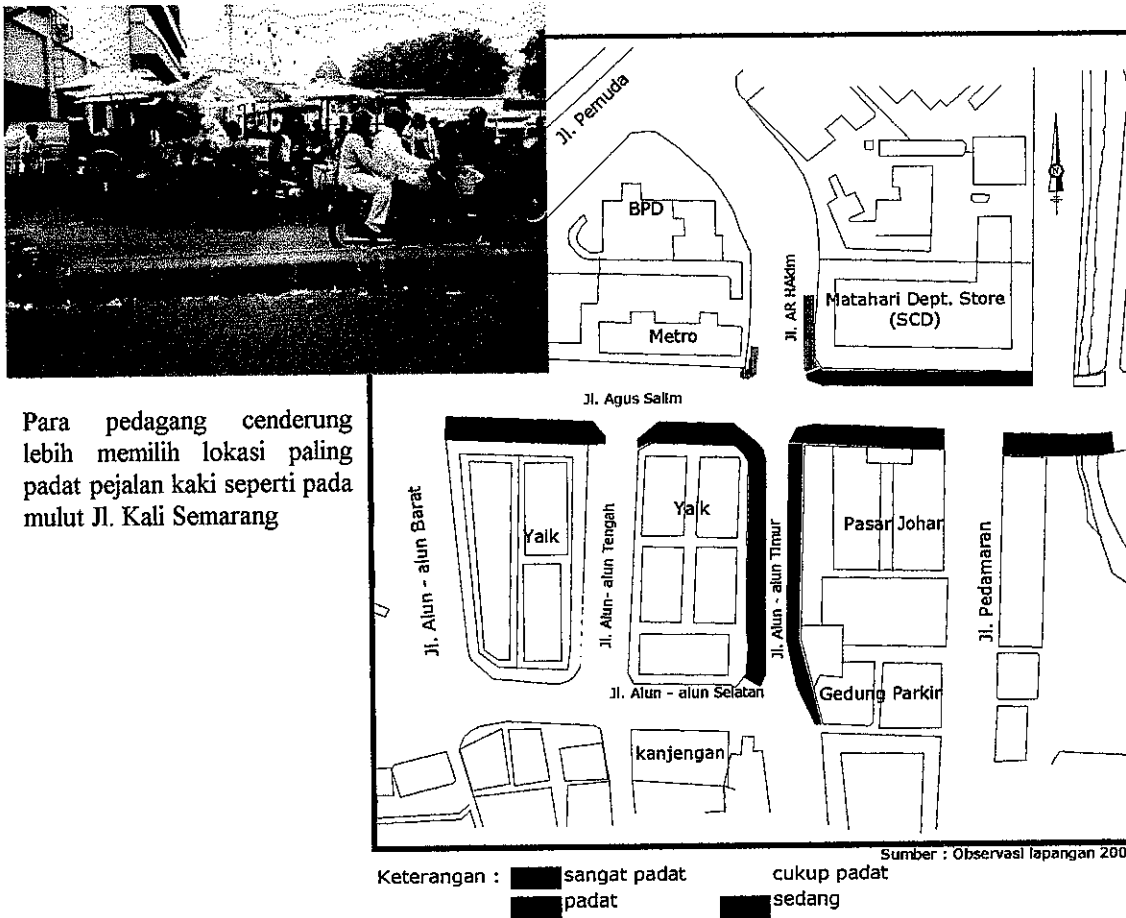 Jl. Pemuda
BPD
Jl. AR HAkim
Matahari Dept. Store
(SCD)
N
Metro
Jl. Agus Salim
Para pedagang cenderung
lebih memilih lokasi paling
padat pejalan kaki seperti pada
mulut Jl. Kali Semarang
Jl. Alun - alun Barat
Yaik
Jl. Alun- alun Tengah
Yaik
Jl. Alun - alun Timur
Pasar Johar
Jl. Pedamaran
Jl. Alun - alun Selatan
Gedung Parkir
kanjengan
Sumber : Observasi lapangan 200
Keterangan : sangat padat cukup padat
padat sedang